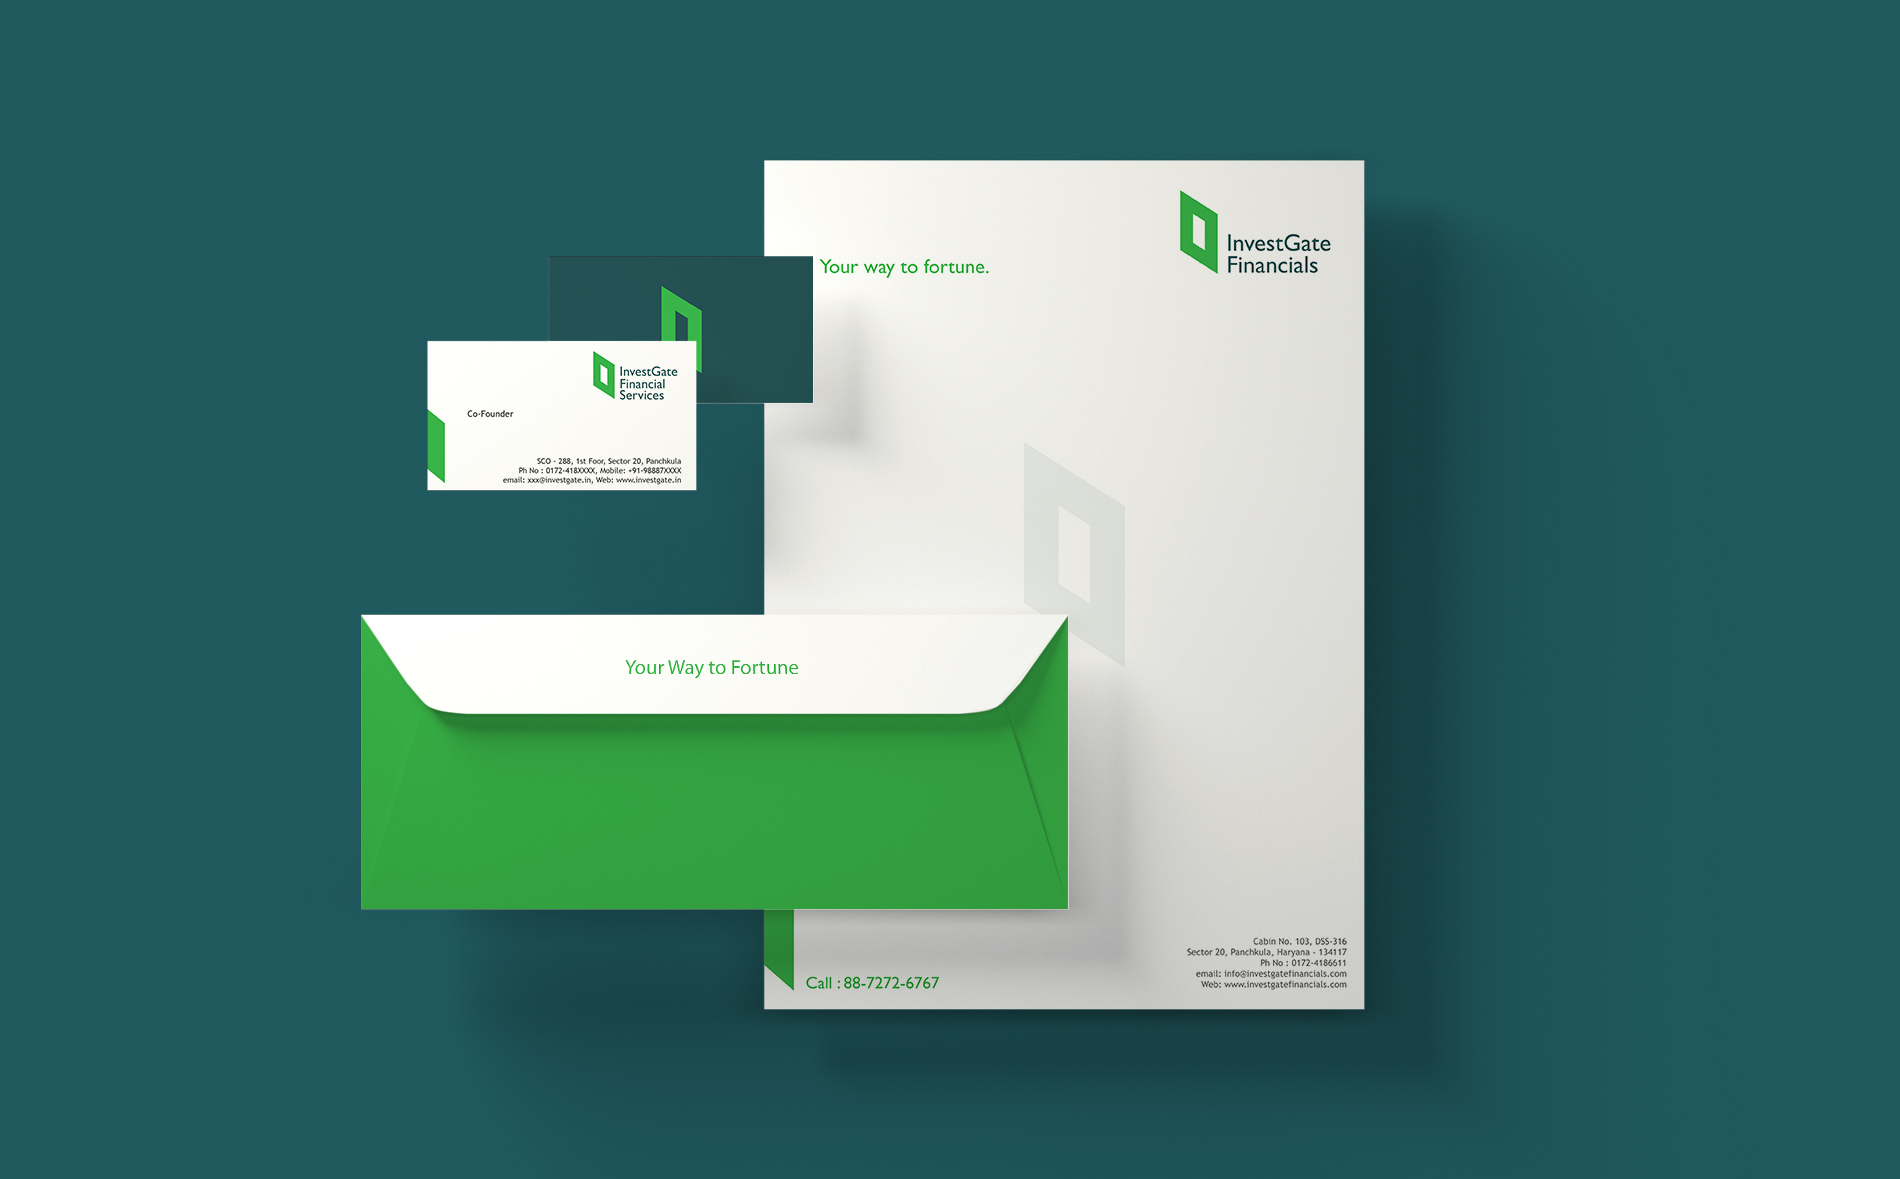 InvestGate
Financials
Your way to fortune.
InvestGate
Financial
Services
Co-Founder
SCO - 288, 1st Foor, Sector 20, Panchkula
Ph No : 0172-418XXXX, Mobile: +91-98887XXXX
email: xxx@investgate.in, Web: www.investgate.in
Your Way to Fortune
Cabin No. 103, DSS-316
Sector 20, Panchkula, Haryana - 134117
Ph No : 0172-4186611
email: info@investgatefinancials.com
Web: www.investgatefinancials.com
Call : 88-7272-6767